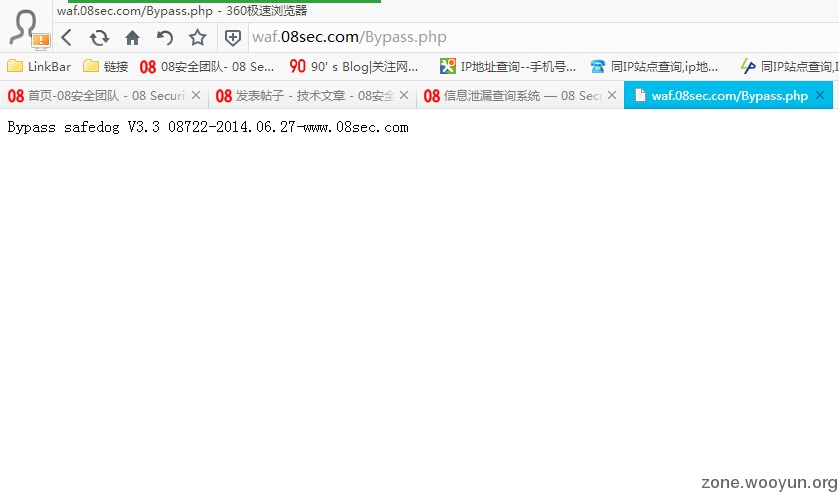 waf.08sec.com/Bypass.php - 360极速浏览器
waf.08sec.com/Bypass.php
LinkBar 链接 08 08安全团队- 08 Se... 90 90' s Blog|关注网... IP地址查询--手机号... 同IP站点查询,ip地... 同IP站点查询,I
08 首页-08安全团队 - 08 Securi 08 发表帖子 - 技术文章 - 08安全 08 信息泄漏查询系统 — 08 Secu waf.08sec.com/Bypass.php
Bypass safedog V3.3 08722-2014.06.27-www.08sec.com
zone.wooyun.org